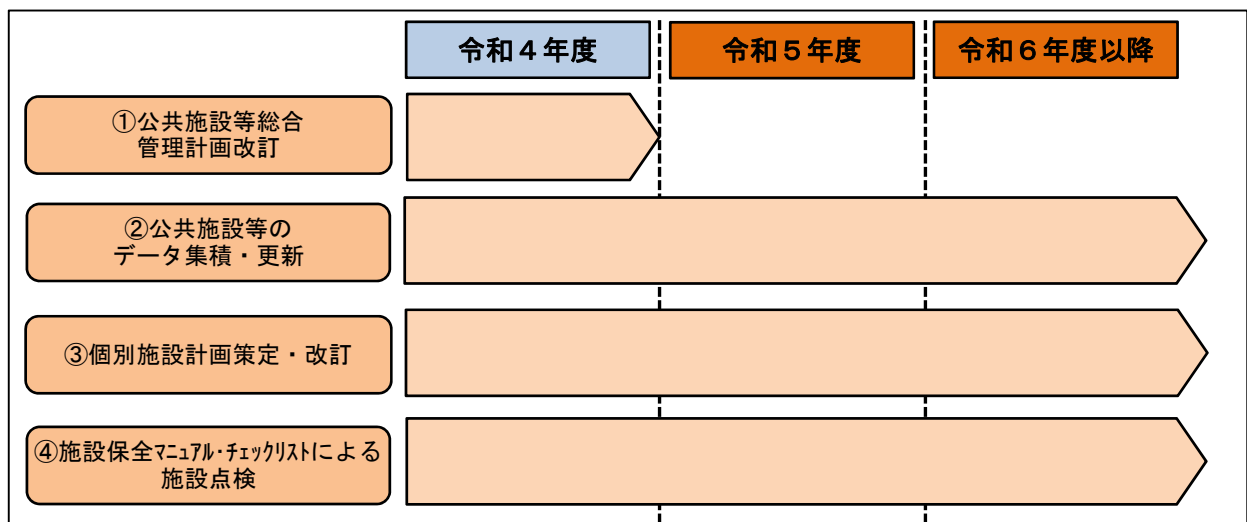 令和４年度
令和５年度
令和６年度以降
①公共施設等総合
管理計画改訂
②公共施設等の
データ集積・更新
③個別施設計画策定・改訂
④施設保全ﾏﾆｭｱﾙ･ﾁｪｯｸﾘｽﾄによる
施設点検